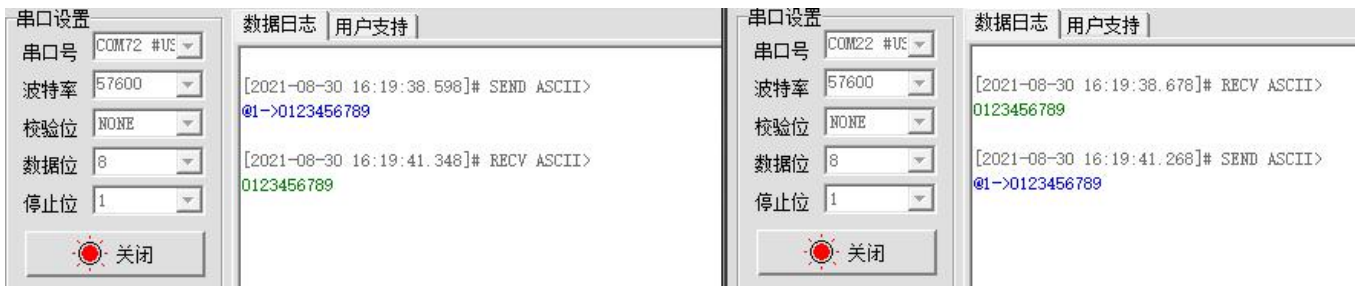 串口设置
串口号 COM72 #US
波特率 57600
校验位 NONE
数据位 8
停止位 1
关闭
数据日志 用户支持
[2021-08-30 16:19:38.598]# SEND ASCII>
@1->0123456789
[2021-08-30 16:19:41.348]# RECV ASCII>
0123456789
串口设置
串口号 COM22 #US
波特率 57600
校验位 NONE
数据位 8
停止位 1
关闭
数据日志 用户支持
[2021-08-30 16:19:38.678]# RECV ASCII>
0123456789
[2021-08-30 16:19:41.268]# SEND ASCII>
@1->0123456789